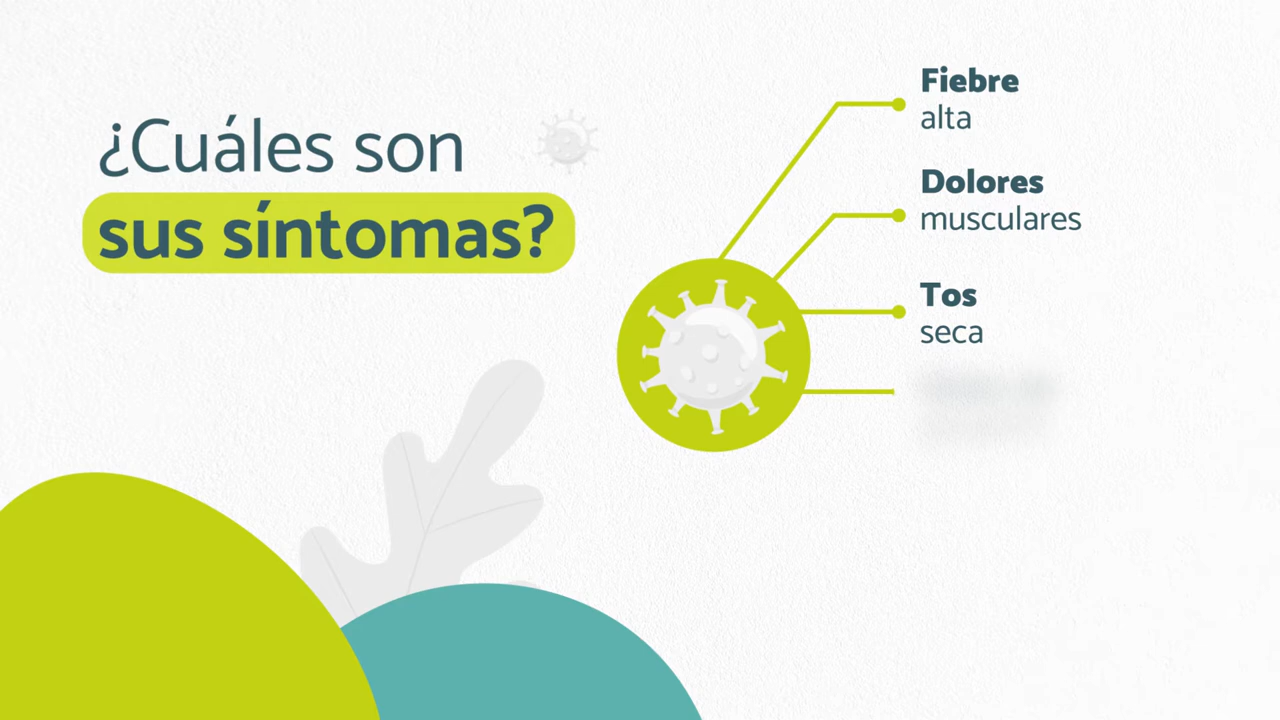 ¿Cuáles son
sus síntomas?
Fiebre
alta
Dolores
musculares
Tos
seca